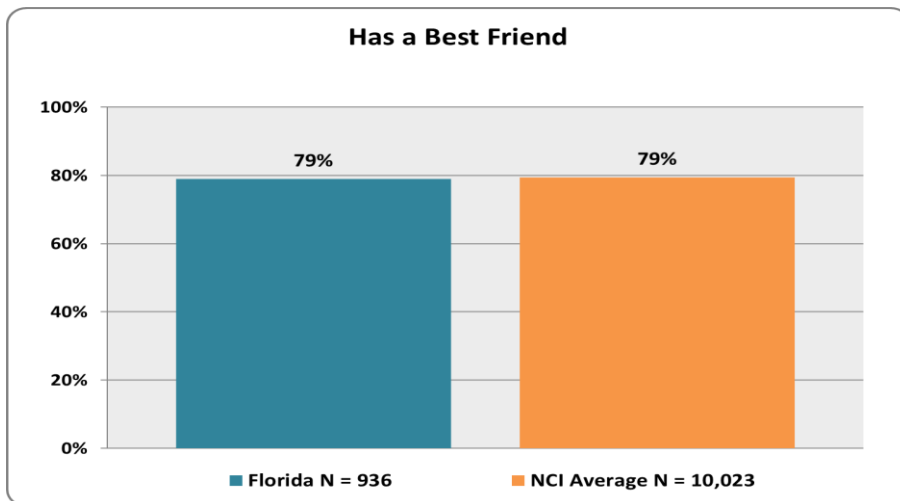 Has a Best Friend
100%
80%
60%
40%
20%
0%
79%
79%
Florida N = 936
NCI Average N = 10,023